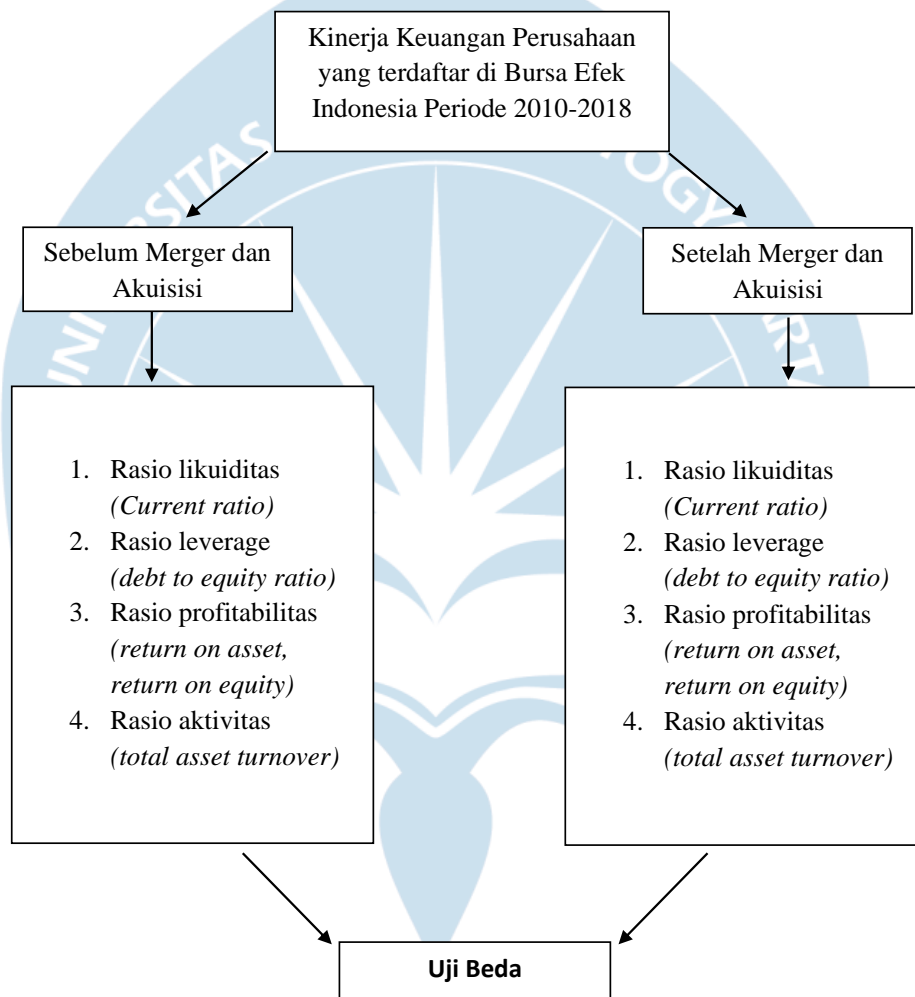 Kinerja Keuangan Perusahaan
yang terdaftar di Bursa Efek
Indonesia Periode 2010-2018
Sebelum Merger dan
Akuisisi
Setelah Merger dan
Akuisisi
1. Rasio likuiditas
(Current ratio)
2. Rasio leverage
(debt to equity ratio)
3. Rasio profitabilitas
(return on asset,
return on equity)
4. Rasio aktivitas
(total asset turnover)
1. Rasio likuiditas
(Current ratio)
2. Rasio leverage
(debt to equity ratio)
3. Rasio profitabilitas
(return on asset,
return on equity)
4. Rasio aktivitas
(total asset turnover)
Uji Beda